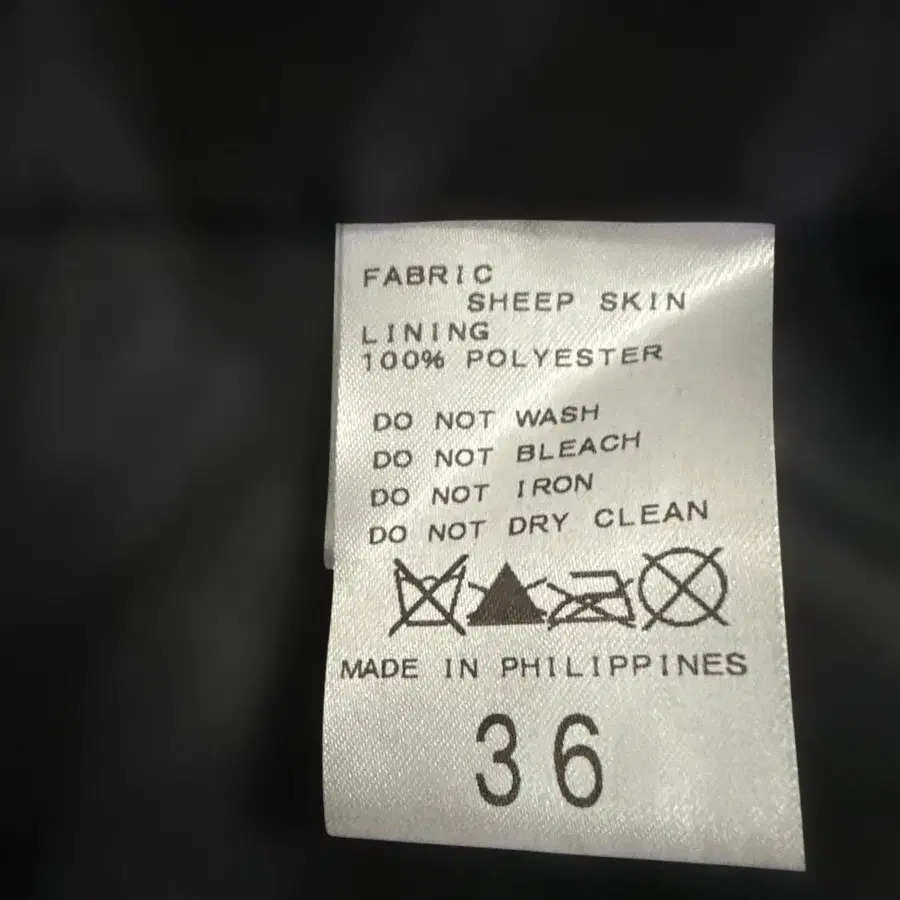 FABRIC
SHEEP SKIN
LINING
100% POLYESTER
DO NOT WASH
DO NOT BLEACH
DO NOT IRON
DO NOT DRY CLEAN
MADE IN PHILIPPINES
36